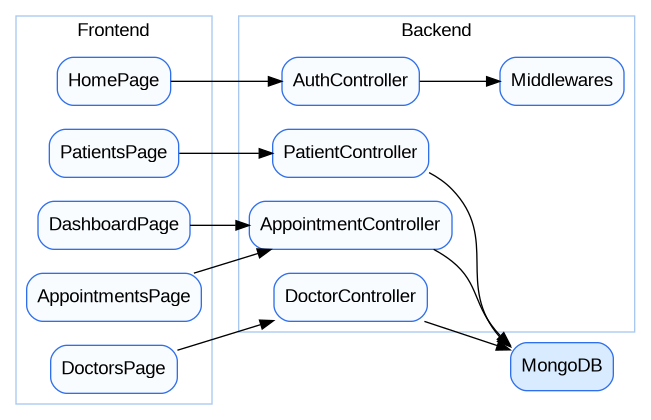 Frontend
HomePage
PatientsPage
DashboardPage
AppointmentsPage
DoctorsPage
Backend
AuthController
Middlewares
PatientController
AppointmentController
DoctorController
MongoDB